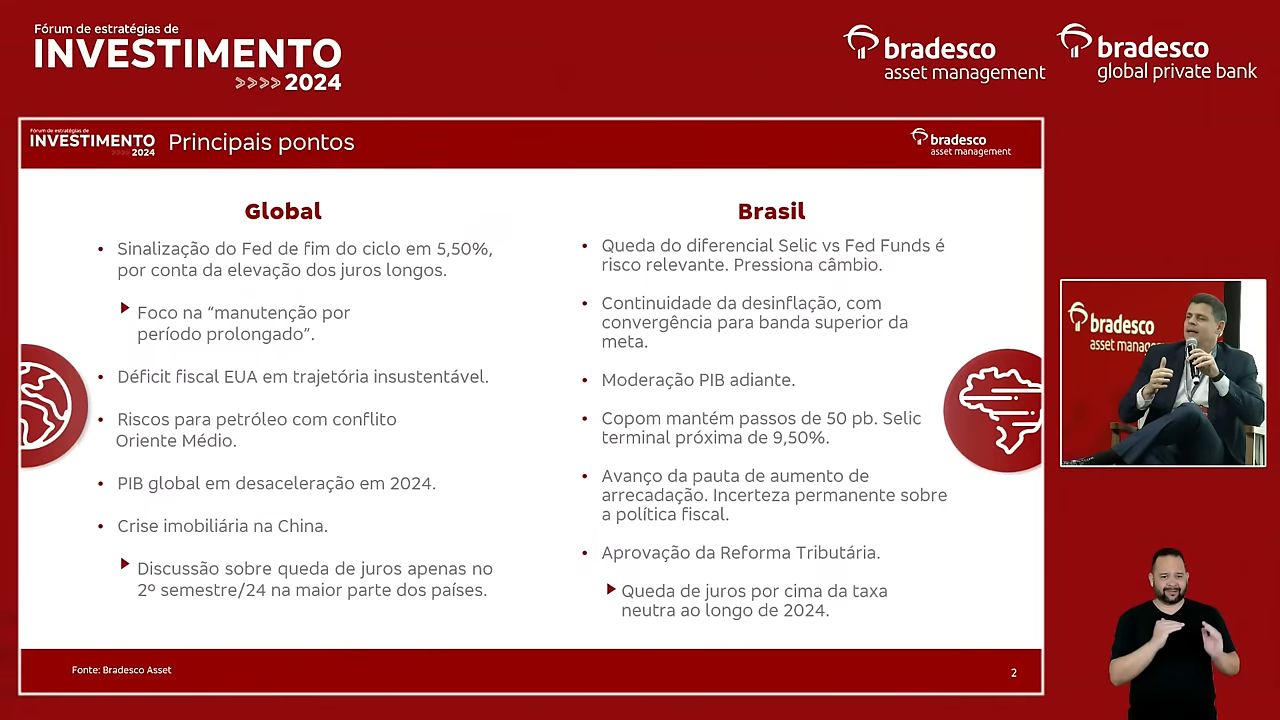 Fórum de estratégias de
INVESTIMENTO
>>>> 2024
bradesco
asset management
bradesco
global private bank
Fórum de estratégias de
INVESTIMENTO
>>>> 2024
Principais pontos
bradesco
asset management
Global
• Sinalização do Fed de fim do ciclo em 5,50%,
por conta da elevação dos juros longos.
Foco na “manutenção por
período prolongado”.
• Déficit fiscal EUA em trajetória insustentável.
• Riscos para petróleo com conflito
Oriente Médio.
• PIB global em desaceleração em 2024.
• Crise imobiliária na China.
Discussão sobre queda de juros apenas no
2º semestre/24 na maior parte dos países.
Brasil
• Queda do diferencial Selic vs Fed Funds é
risco relevante. Pressiona câmbio.
• Continuidade da desinflação, com
convergência para banda superior da
meta.
• Moderação PIB adiante.
• Copom mantém passos de 50 pb. Selic
terminal próxima de 9,50%.
• Avanço da pauta de aumento de
arrecadação. Incerteza permanente sobre
a política fiscal.
• Aprovação da Reforma Tributária.
Queda de juros por cima da taxa
neutra ao longo de 2024.
Fonte: Bradesco Asset
2
bradesco
asset